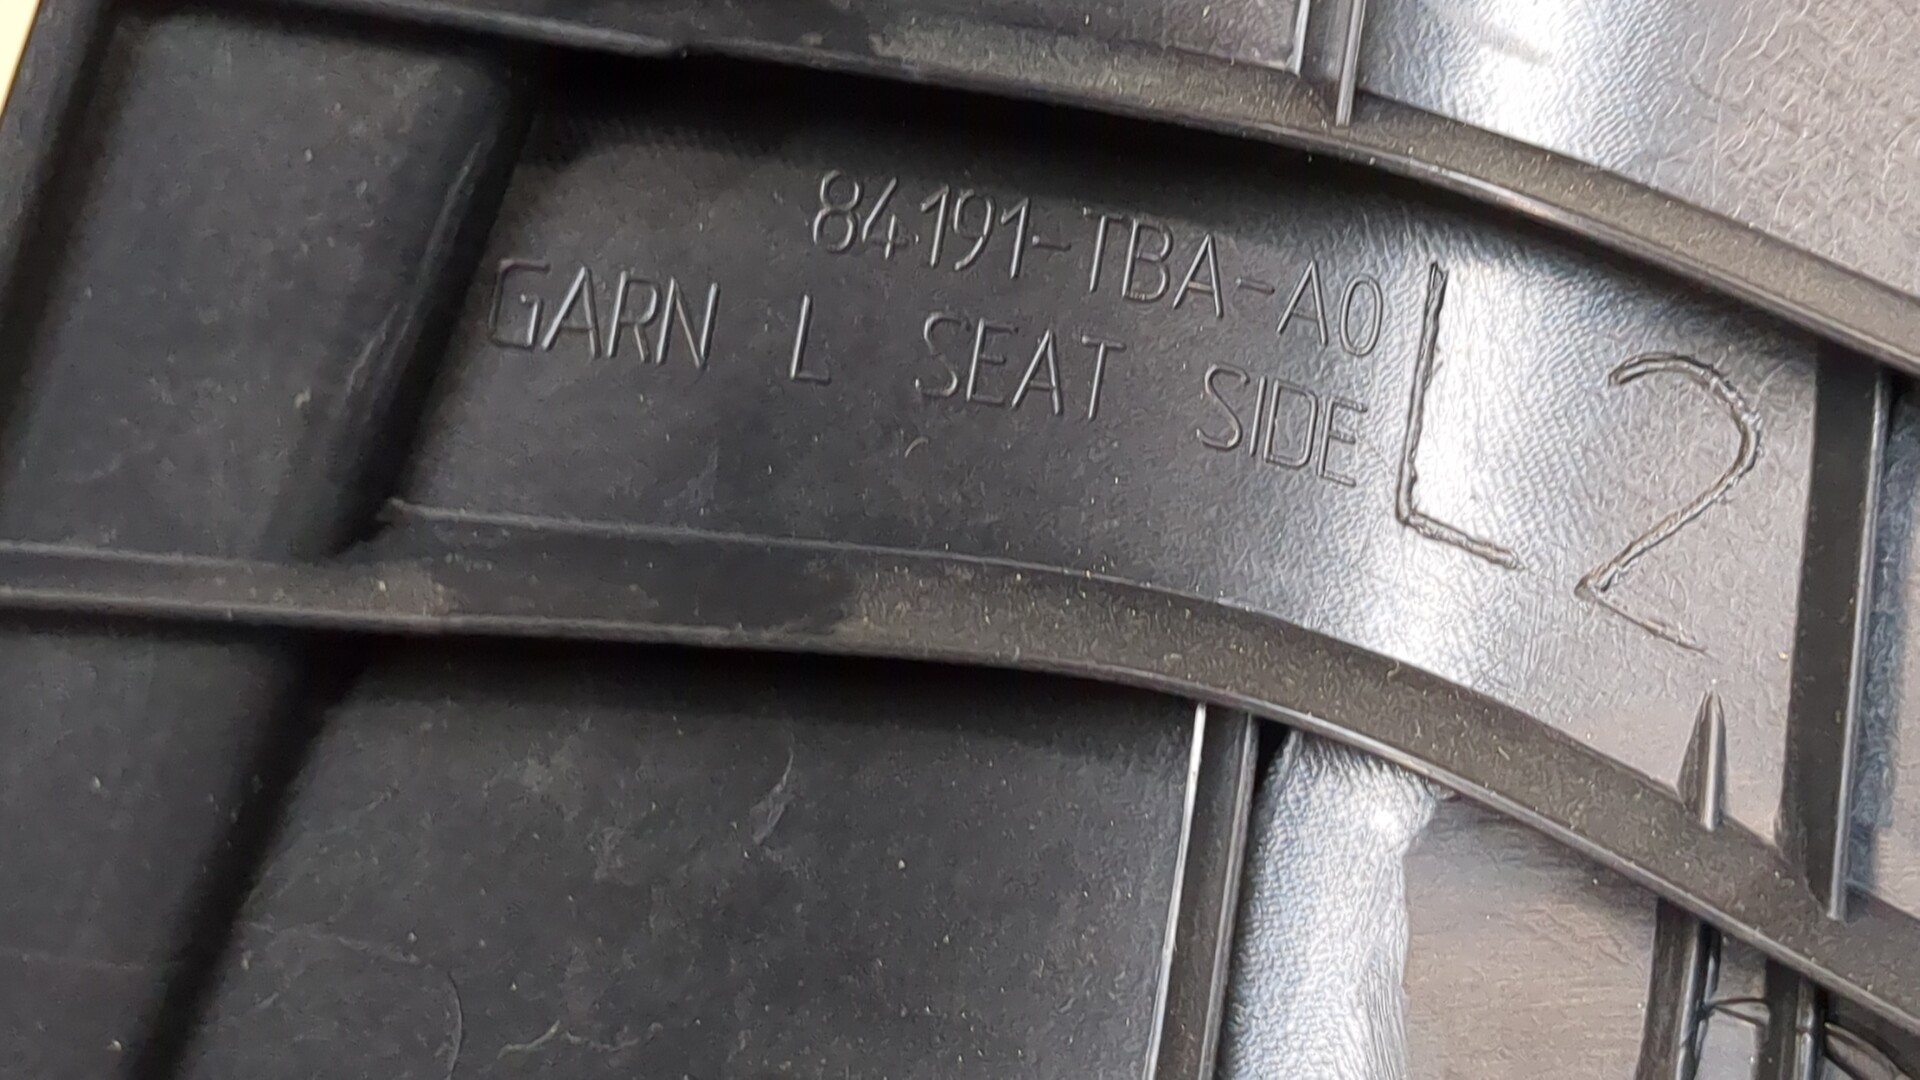 84191-TBA-A0
GARN L SEAT SIDE
L2